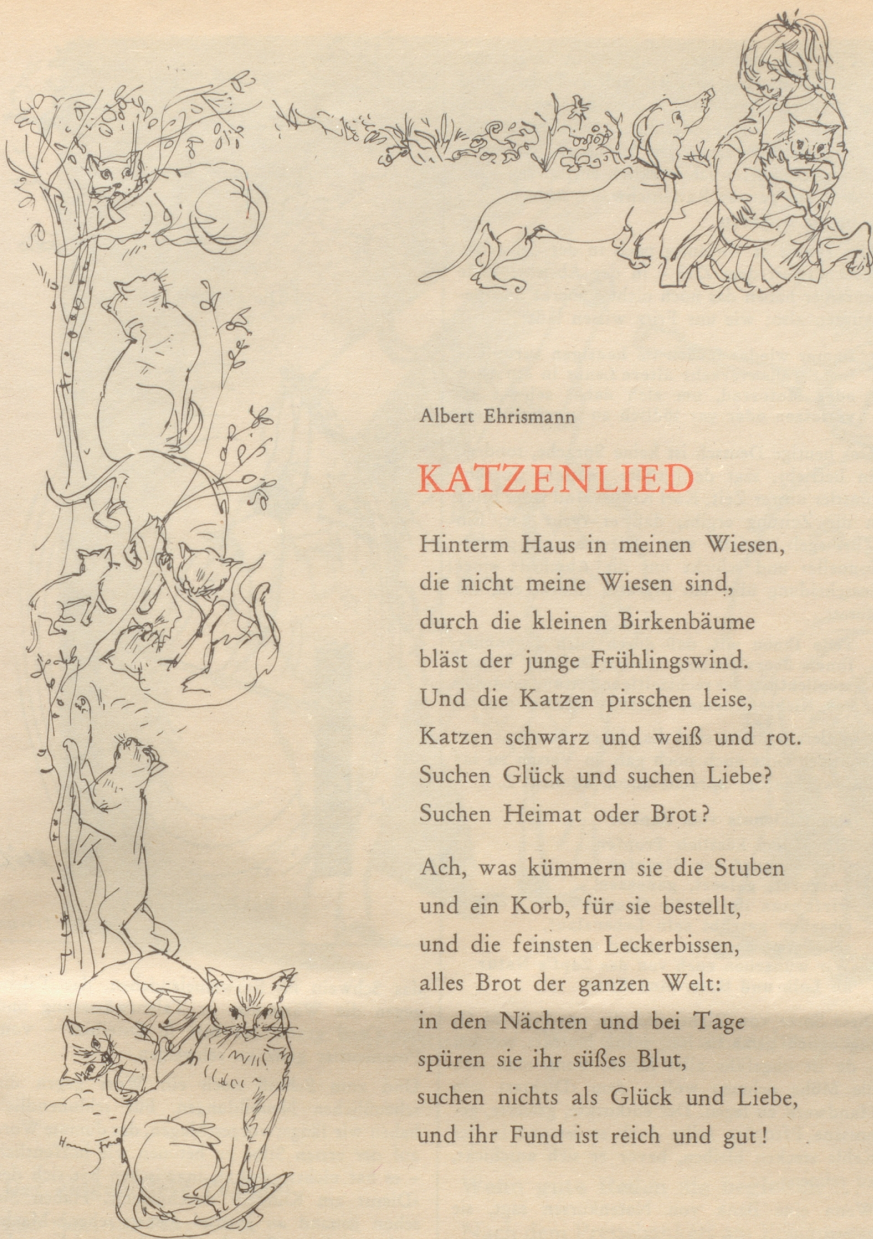 Albert Ehrismann
KATZENLIED
Hinterm Haus in meinen Wiesen,
die nicht meine Wiesen sind,
durch die kleinen Birkenbäume
bläst der junge Frühlingswind.
Und die Katzen pirschen leise,
Katzen schwarz und weiß und rot.
Suchen Glück und suchen Liebe?
Suchen Heimat oder Brot?
Ach, was kümmern sie die Stuben
und ein Korb, für sie bestellt,
und die feinsten Leckerbissen,
alles Brot der ganzen Welt:
in den Nächten und bei Tage
spüren sie ihr süßes Blut,
suchen nichts als Glück und Liebe,
und ihr Fund ist reich und gut!